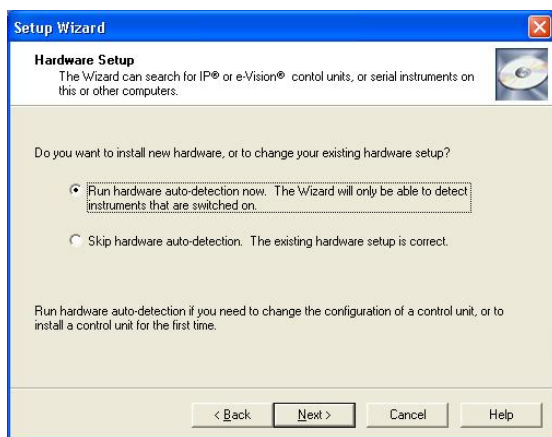 Setup Wizard
Hardware Setup
The Wizard can search for IP® or e-Vision® contol units, or serial instruments on
this or other computers.
Do you want to install new hardware, or to change your existing hardware setup?
Run hardware auto-detection now. The Wizard will only be able to detect
instruments that are switched on.
Skip hardware auto-detection. The existing hardware setup is correct.
Run hardware auto-detection if you need to change the configuration of a control unit, or to
install a control unit for the first time.
< Back Next > Cancel Help